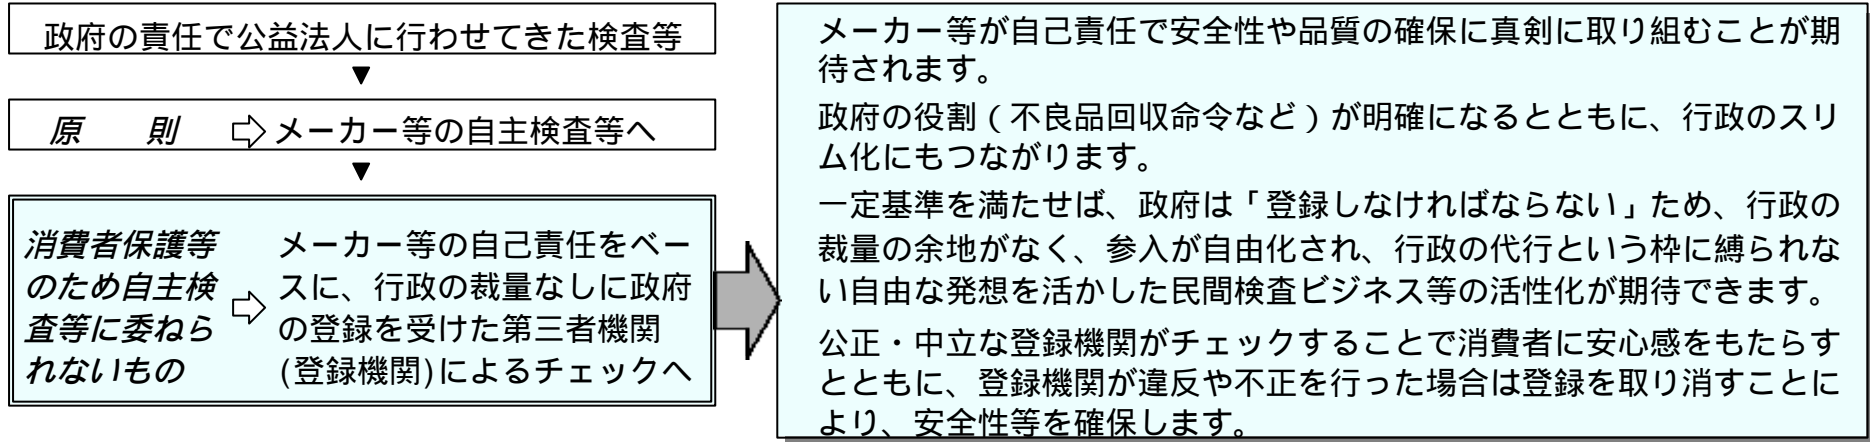 政府の責任で公益法人に行わせてきた検査等
▼
原　則　⇨メーカー等の自主検査等へ
▼
消費者保護等
のため自主検
査等に委ねら
れないもの
⇨
メーカー等の自己責任をベー
スに、行政の裁量なしに政府
の登録を受けた第三者機関
(登録機関)によるチェックへ
メーカー等が自己責任で安全性や品質の確保に真剣に取り組むことが期
待されます。
政府の役割（不良品回収命令など）が明確になるとともに、行政のスリ
ム化にもつながります。
一定基準を満たせば、政府は「登録しなければならない」ため、行政の
裁量の余地がなく、参入が自由化され、行政の代行という枠に縛られな
い自由な発想を活かした民間検査ビジネス等の活性化が期待できます。
公正・中立な登録機関がチェックすることで消費者に安心感をもたらす
とともに、登録機関が違反や不正を行った場合は登録を取り消すことに
より、安全性等を確保します。